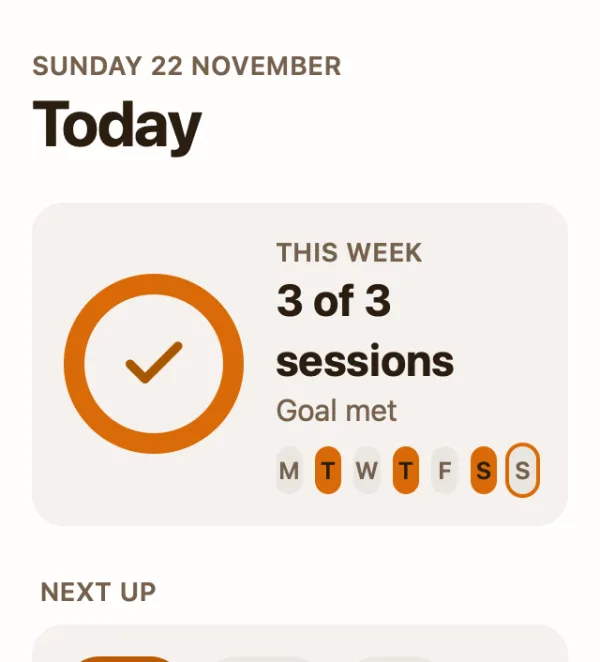 SUNDAY 22 NOVEMBER
Today
THIS WEEK
3 of 3
sessions
Goal met
M T W T F S S
NEXT UP